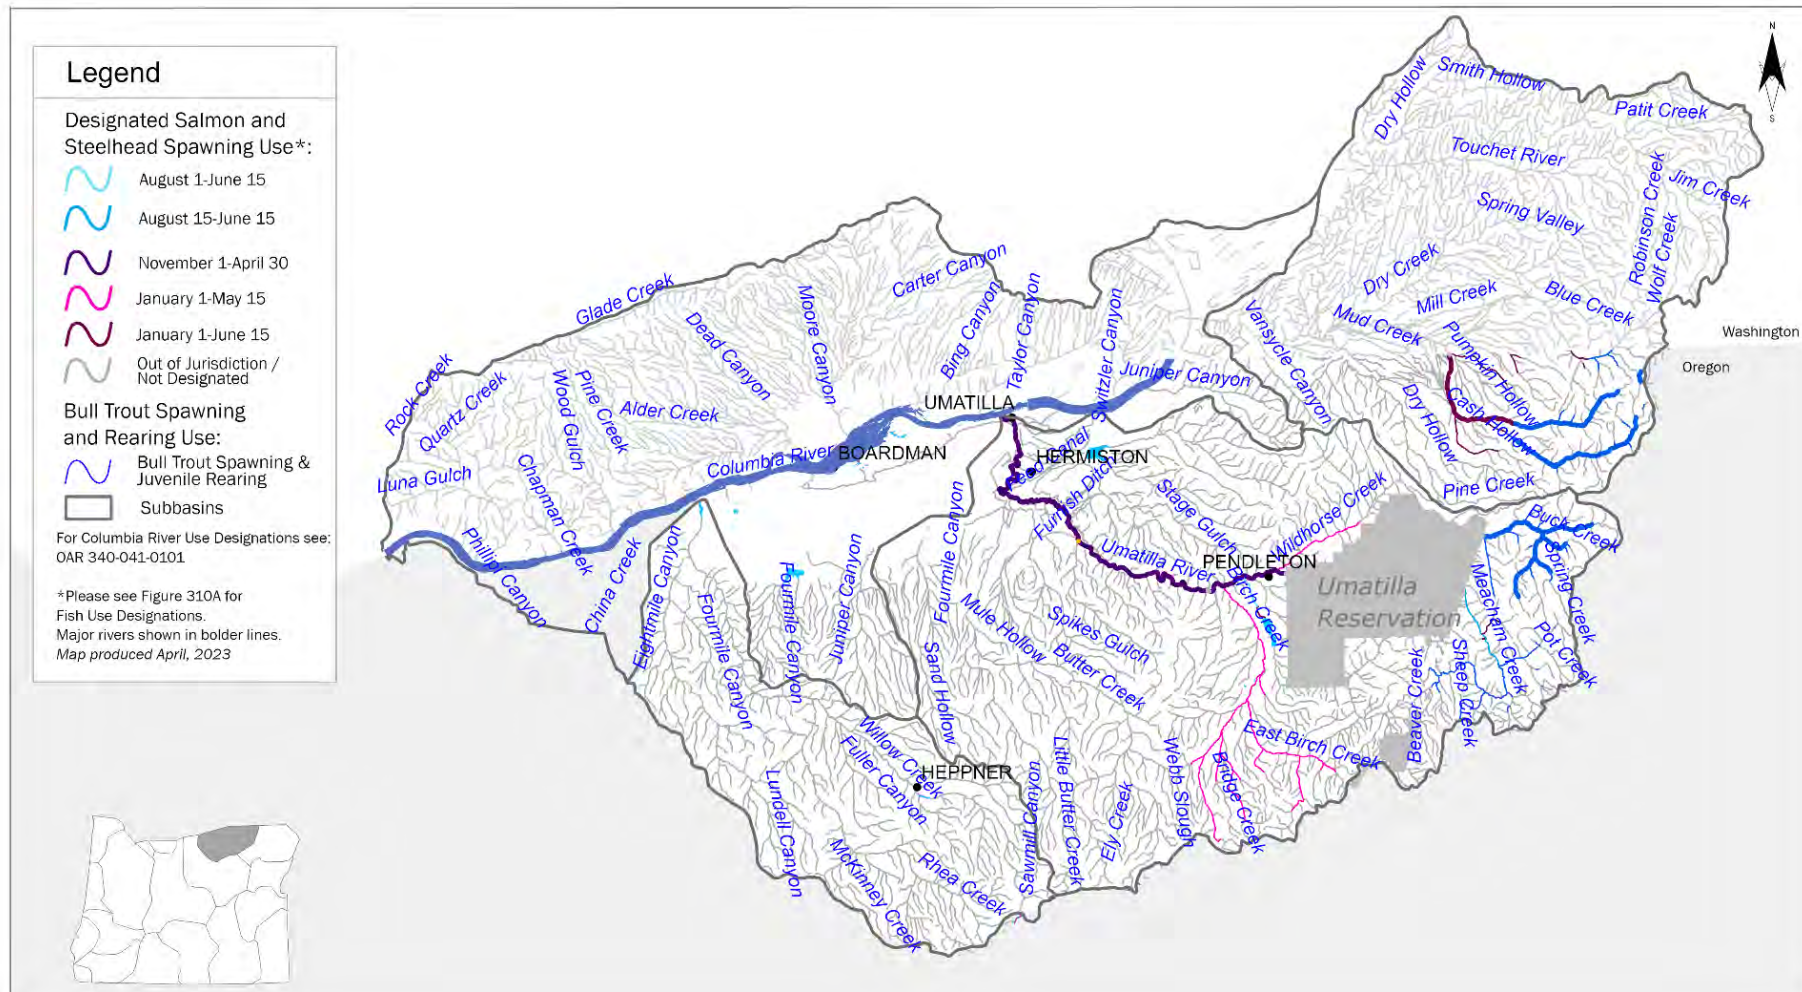 Legend
Designated Salmon and
Steelhead Spawning Use*:
August 1-June 15
August 15-June 15
November 1-April 30
January 1-May 15
January 1-June 15
Out of Jurisdiction /
Not Designated
Bull Trout Spawning
and Rearing Use:
Bull Trout Spawning &
Juvenile Rearing
Subbasins
For Columbia River Use Designations see:
OAR 340-041-0101
*Please see Figure 310A for
Fish Use Designations.
Major rivers shown in bolder lines.
Map produced April, 2023
N
S
Dry Hollow
Smith Hollow
Patit Creek
Touchet River
Robinson Creek
Jim Creek
Spring Valley
Wolf Creek
Dry Creek
Mill Creek
Blue Creek
Mud Creek
Pumpkin Hollow
Vansycle Canyon
Washington
Oregon
Cash Hollow
Dry Hollow
Pine Creek
Carter Canyon
Glade Creek
Moore Canyon
Bing Canyon
Taylor Canyon
Switzler Canyon
Juniper Canyon
Dead Canyon
Rock Creek
Quartz Creek
Wood Gulch
Pine Creek
Alder Creek
UMATILLA
BOARDMAN
Columbia River
Luna Gulch
Chapman Creek
Phillipi Canyon
China Creek
Eightmile Canyon
Fourmile Canyon
Fourmile Canyon
Juniper Canyon
Fourmile Canyon
Sand Hollow
Feed Canal
HERMISTON
Furnish Ditch
Stage Gulch
Wildhorse Creek
Umatilla River
PENDLETON
Birch Creek
Umatilla
Reservation
Buck Creek
Spring Creek
Meacham Creek
Pot Creek
Sheep Creek
Beaver Creek
Mule Hollow
Spikes Gulch
Butter Creek
East Birch Creek
Webb Slough
Bridge Creek
Little Butter Creek
Ely Creek
Sawmill Canyon
Willow Creek
Fuller Canyon
HEPPNER
Lundell Canyon
McKinney Creek
Rhea Creek